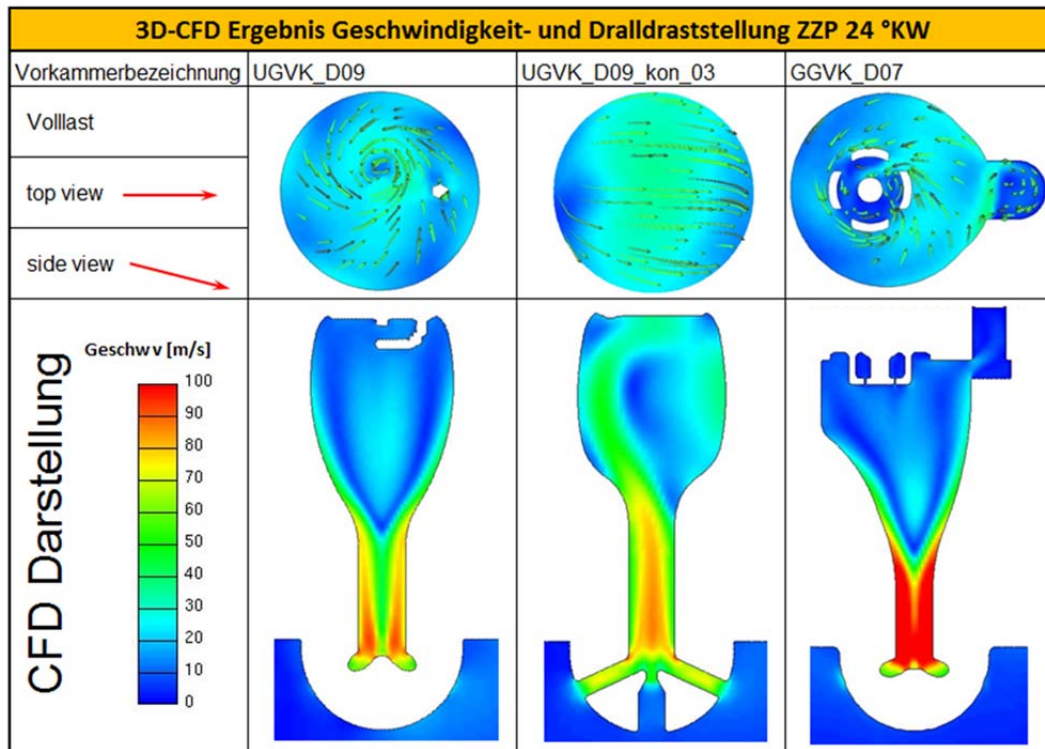 3D-CFD Ergebnis Geschwindigkeit- und Dralldraststellung ZZP 24 °KW
Vorkammerbezeichnung UGVK_D09 UGVK_D09_kon_03 GGVK_D07
Volllast
top view
side view
CFD Darstellung
Geschw v [m/s]
100
90
80
70
60
50
40
30
20
10
0